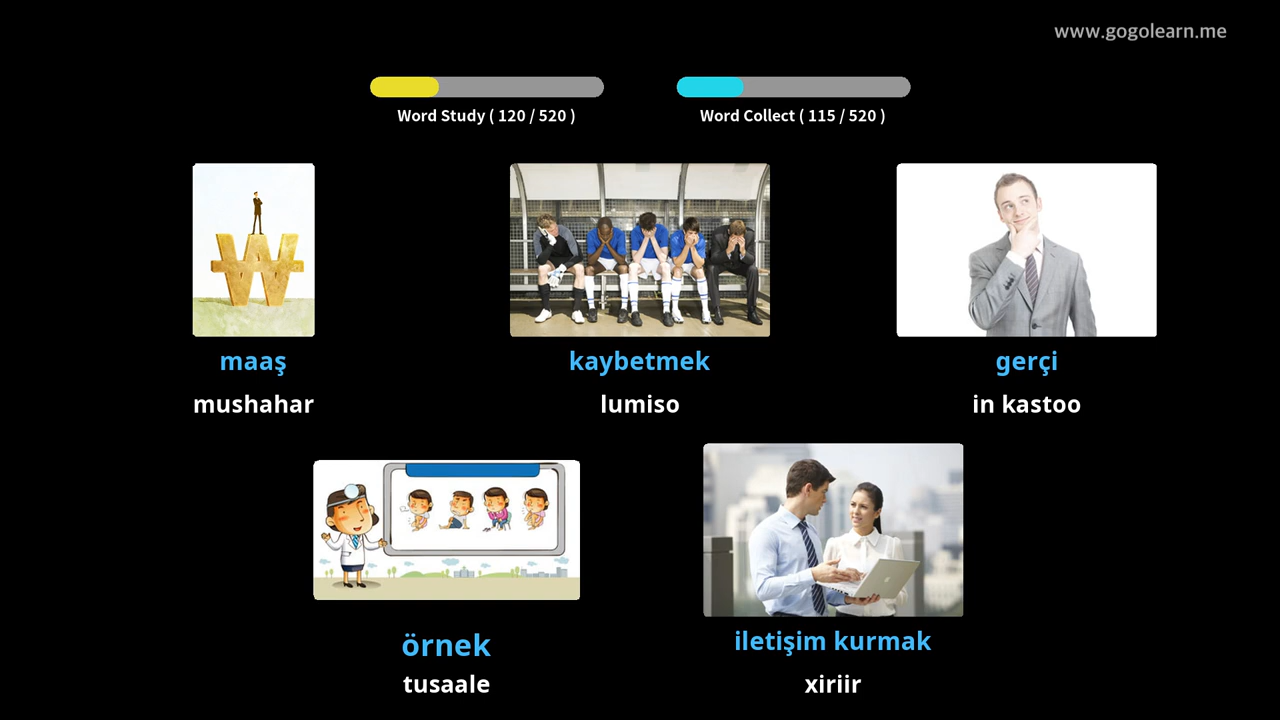 www.gogolearn.me
Word Study ( 120 / 520 )
Word Collect ( 115 / 520 )
maaş
kaybetmek
gerçi
mushahar
lumiso
in kastoo
örnek
iletişim kurmak
tusaale
xiriir